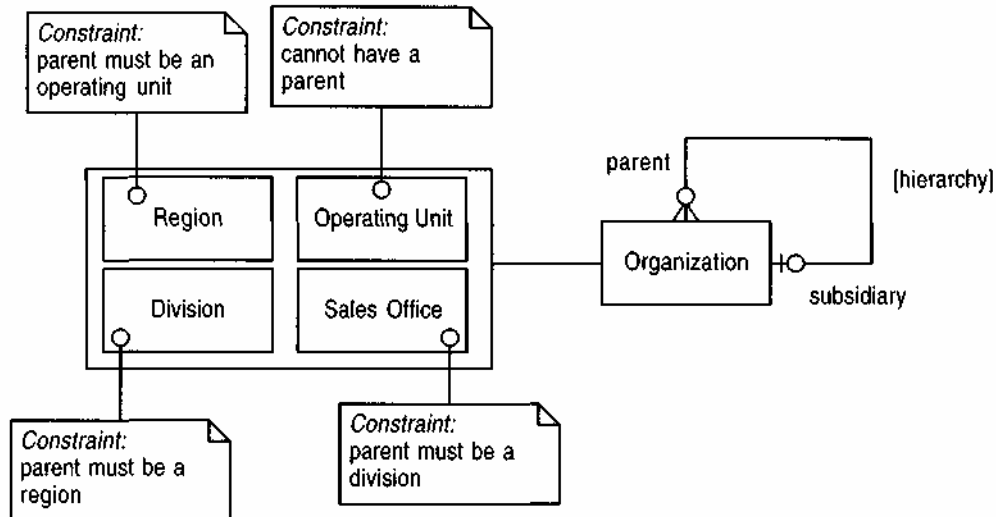 Constraint:
parent must be an
operating unit
Constraint:
cannot have a
parent
Region
Operating Unit
Division
Sales Office
parent
[hierarchy]
Organization
subsidiary
Constraint:
parent must be a
region
Constraint:
parent must be a
division